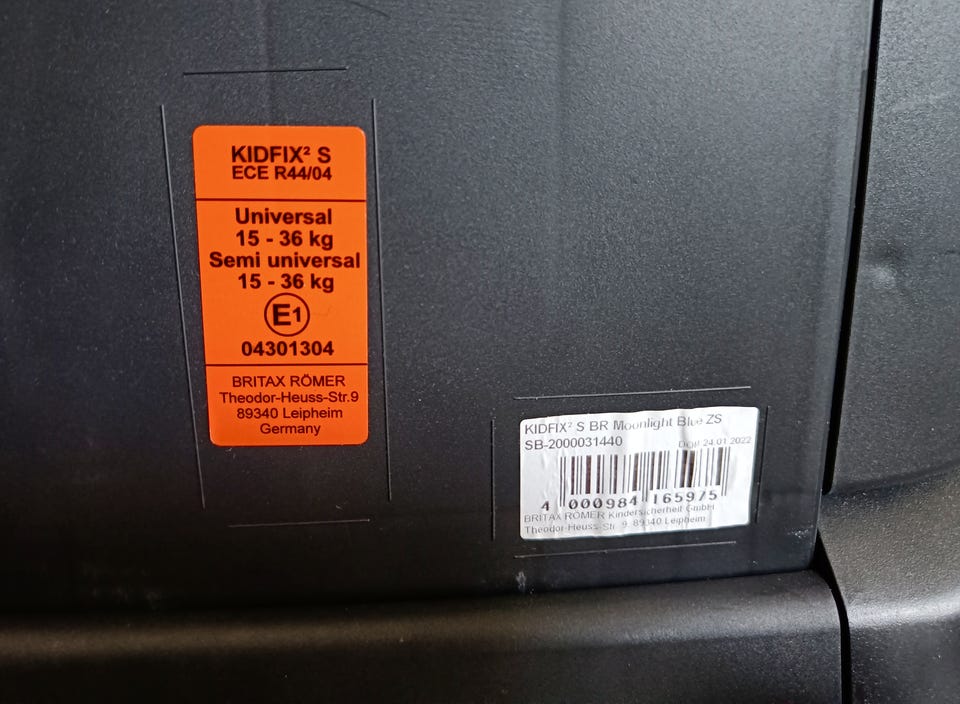 KIDFIX² S
ECE R44/04
Universal
15 - 36 kg
Semi universal
15 - 36 kg
E1
04301304
BRITAX RÖMER
Theodor-Heuss-Str.9
89340 Leipheim
Germany
KIDFIX² S BR Moonlight Blue ZS
SB-2000031440 DOP 24.01.2022
4 000984 165975
BRITAX RÖMER Kindersicherheit GmbH
Theodor-Heuss-Str. 9, 89340 Leipheim